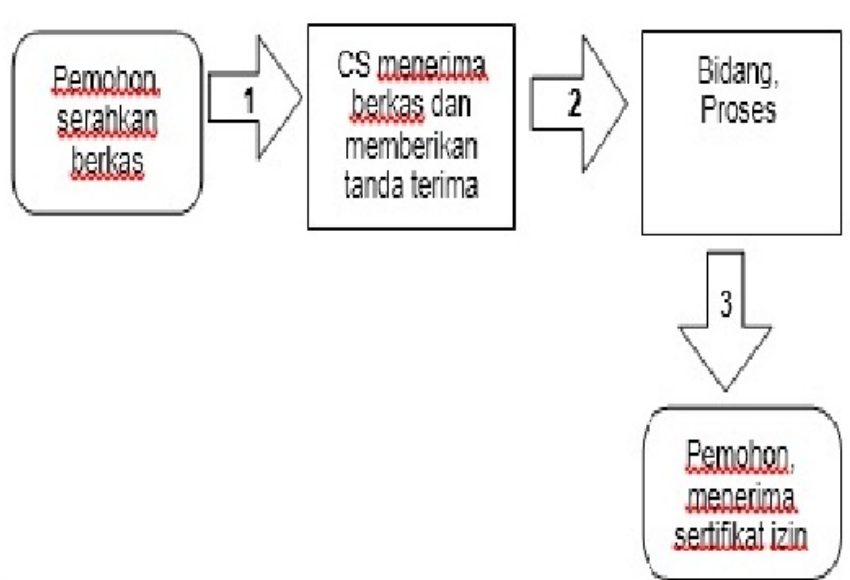 Pemohon,
serahkan
berkas
1
CS menerima
berkas dan
memberikan
tanda terima
2
Bidang,
Proses
3
Pemohon,
menerima
sertifikat izin